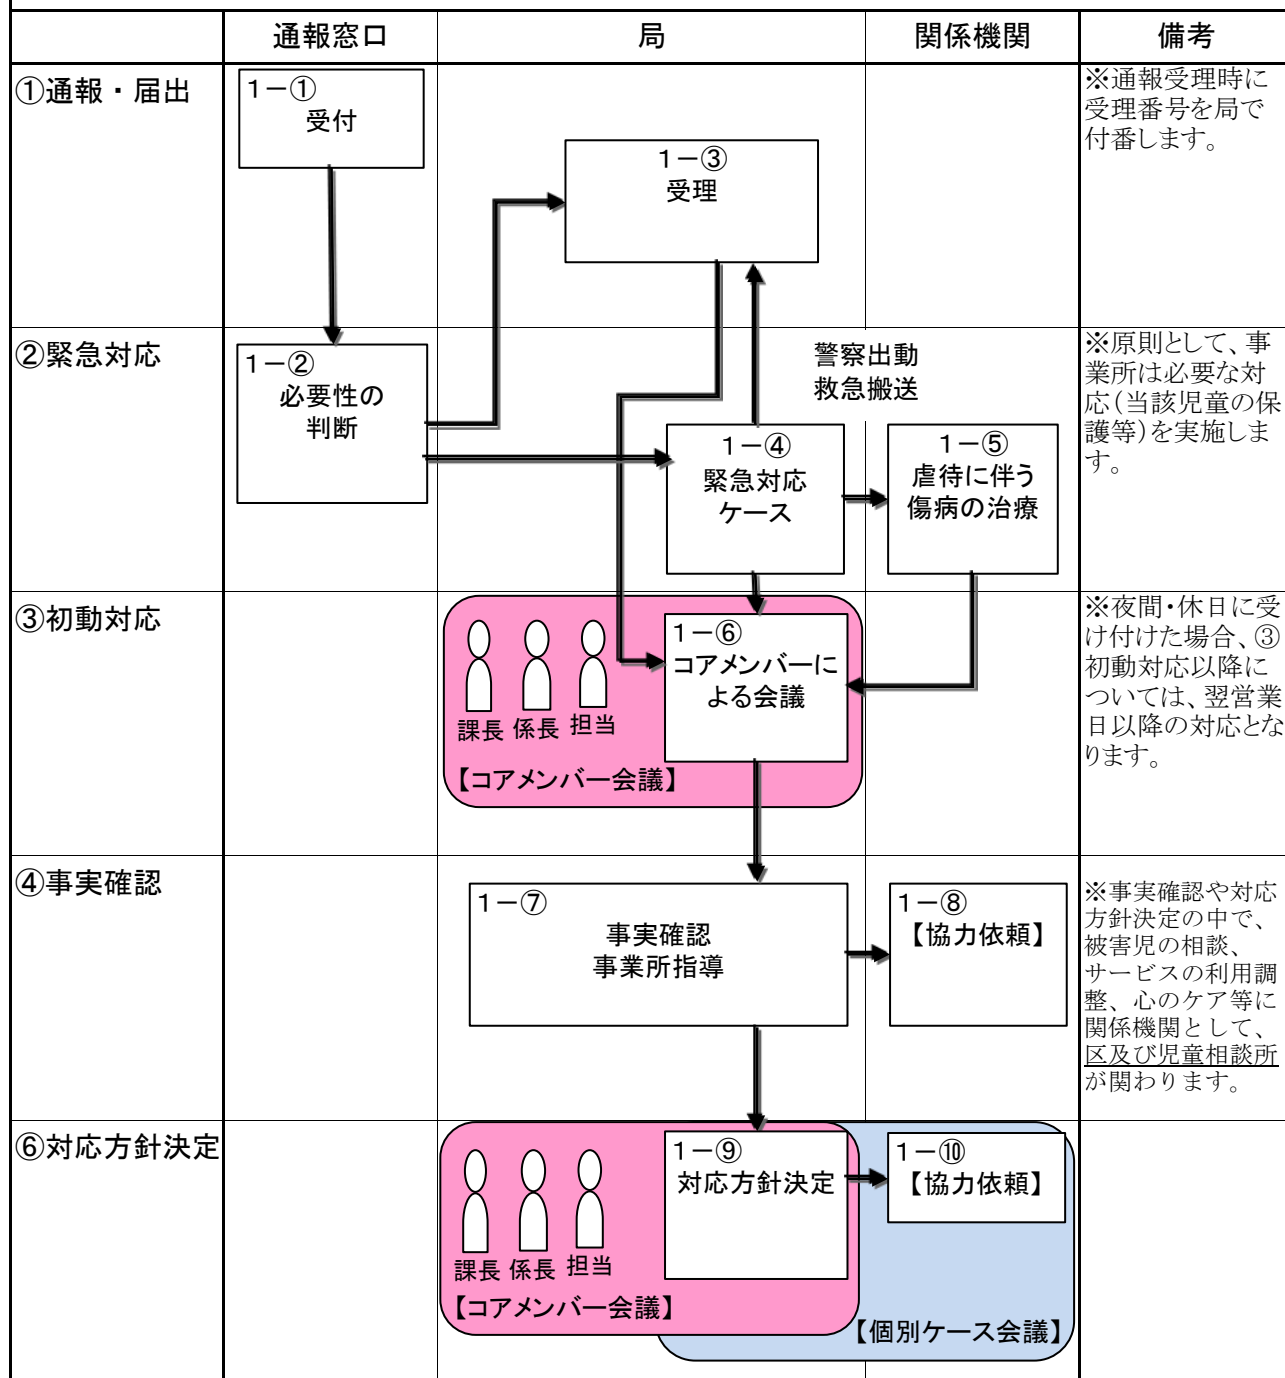 通報窓口
局
関係機関
備考
①通報・届出
1－①
受付
1－③
受理
※通報受理時に
受理番号を局で
付番します。
②緊急対応
1－②
必要性の
判断
警察出動
救急搬送
1－④
緊急対応
ケース
1－⑤
虐待に伴う
傷病の治療
※原則として、事
業所は必要な対
応（当該児童の保
護等）を実施しま
す。
③初動対応
課長
係長
担当
【コアメンバー会議】
1－⑥
コアメンバーに
よる会議
※夜間・休日に受
け付けた場合、③
初動対応以降に
ついては、翌営業
日以降の対応とな
ります。
④事実確認
1－⑦
事実確認
事業所指導
1－⑧
【協力依頼】
※事実確認や対応
方針決定の中で、
被害児の相談、
サービスの利用調
整、心のケア等に
関係機関として、
区及び児童相談所
が関わります。
⑥対応方針決定
課長
係長
担当
【コアメンバー会議】
1－⑨
対応方針決定
1－⑩
【協力依頼】
【個別ケース会議】